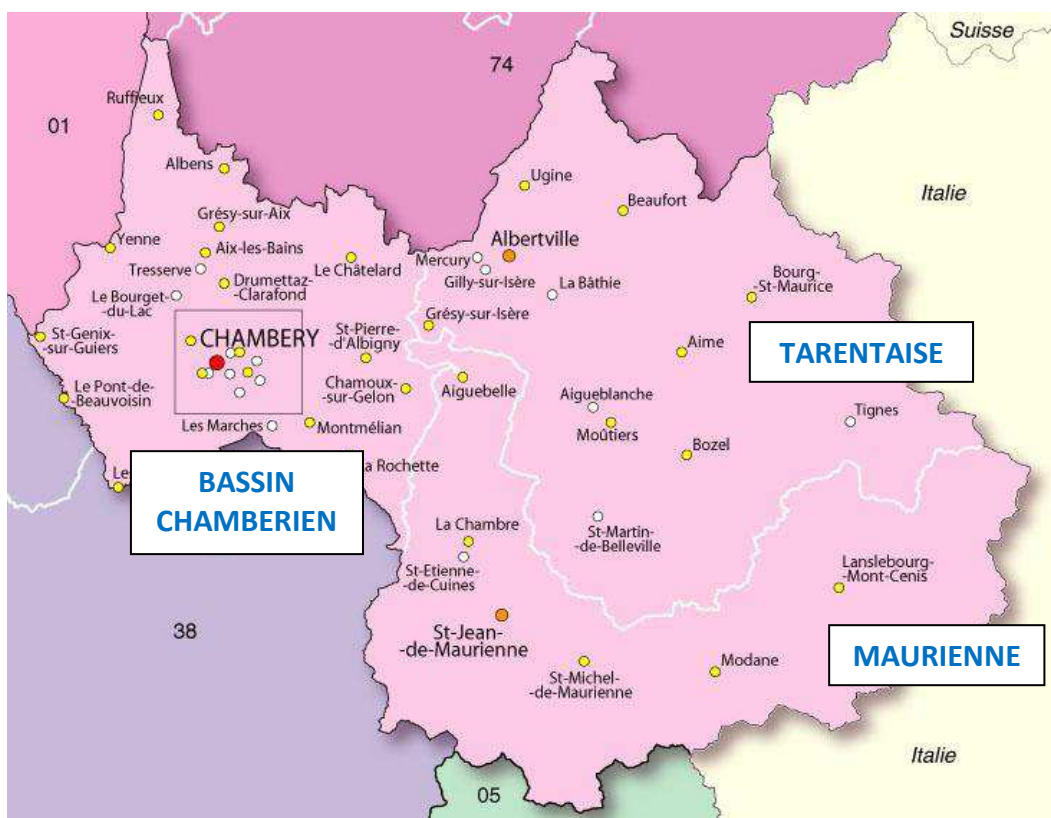 Suisse
74
01
Ruffieux
Albens
Ugine
Beaufort
Italie
Grésy-sur-Aix
Yenne
Aix-les-Bains
Albertville
Tresserve
Le Châtelard
Mercury
Gilly-sur-Isère
Drumettaz-
-Clarafond
La Bâthie
Bourg-
-St-Maurice
Le Bourget-
-du-Lac
Grésy-sur-Isère
St-Genix-
-sur-Guiers
CHAMBERY
St-Pierre-
-d'Albigny
Aime
TARENTAISE
Le Pont-de-
-Beauvoisin
Chamoux-
-sur-Gelon
Aiguebelle
Aigueblanche
Tignes
Les Marches
Montmélian
Moûtiers
Bozel
Les
BASSIN
CHAMBERIEN
a Rochette
La Chambre
St-Martin-
-de-Belleville
St-Etienne-
-de-Cuines
Lanslebourg-
-Mont-Cenis
38
St-Jean-
-de-Maurienne
MAURIENNE
St-Michel-
-de-Maurienne
Modane
Italie
05